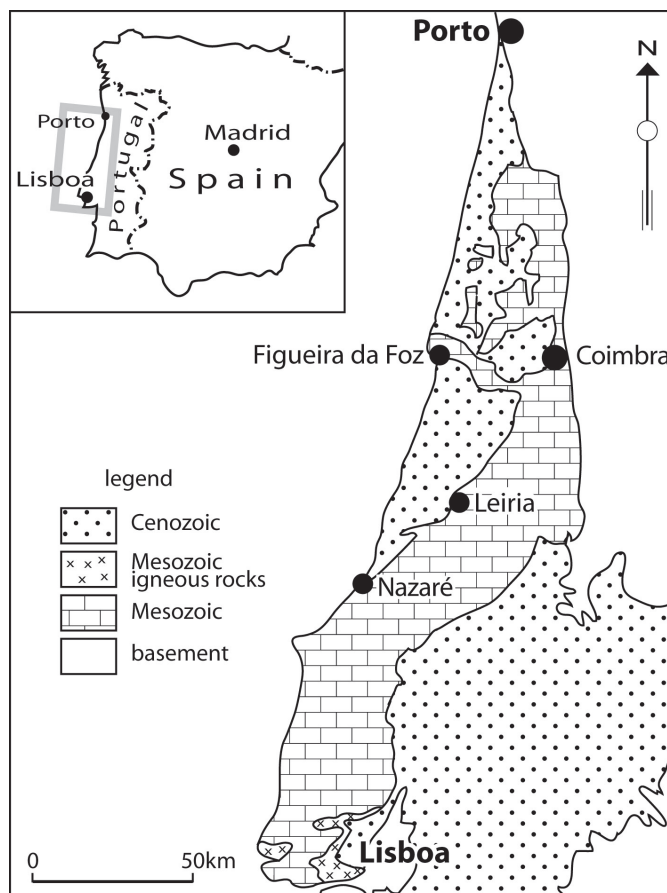 Porto
N
Porto
Madrid
Lisboa
Portugal
Spain
Figueira da Foz
Coimbra
legend
Cenozoic
Mesozoic
igneous rocks
Mesozoic
basement
Leiria
Nazaré
Lisboa
0
50km